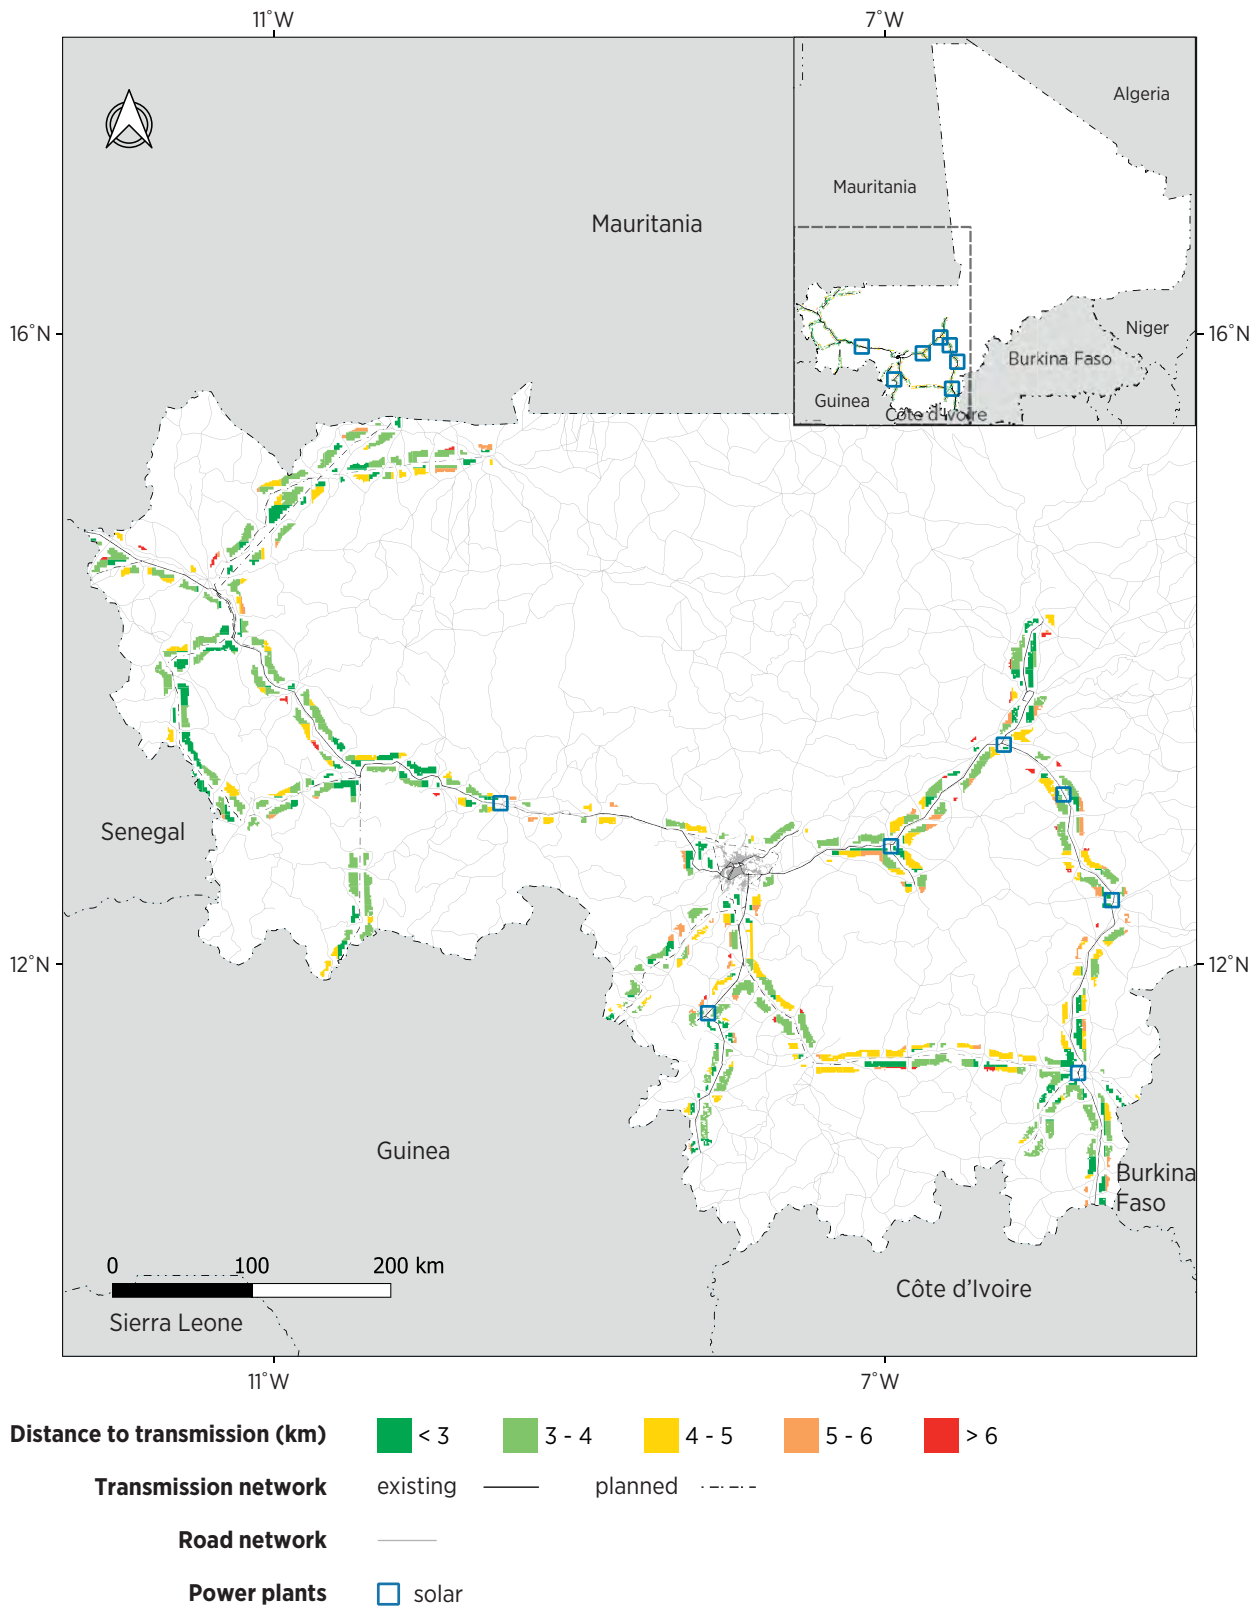 11°W
7°W
Algeria
Mauritania
Mauritania
16°N
Niger
16°N
Burkina Faso
Guinea
Côte d'Ivoire
Senegal
12°N
12°N
Guinea
Burkina
Faso
0 100 200 km
Côte d'Ivoire
Sierra Leone
11°W
7°W
Distance to transmission (km) < 3 3 - 4 4 - 5 5 - 6 > 6
Transmission network existing planned
Road network
Power plants solar